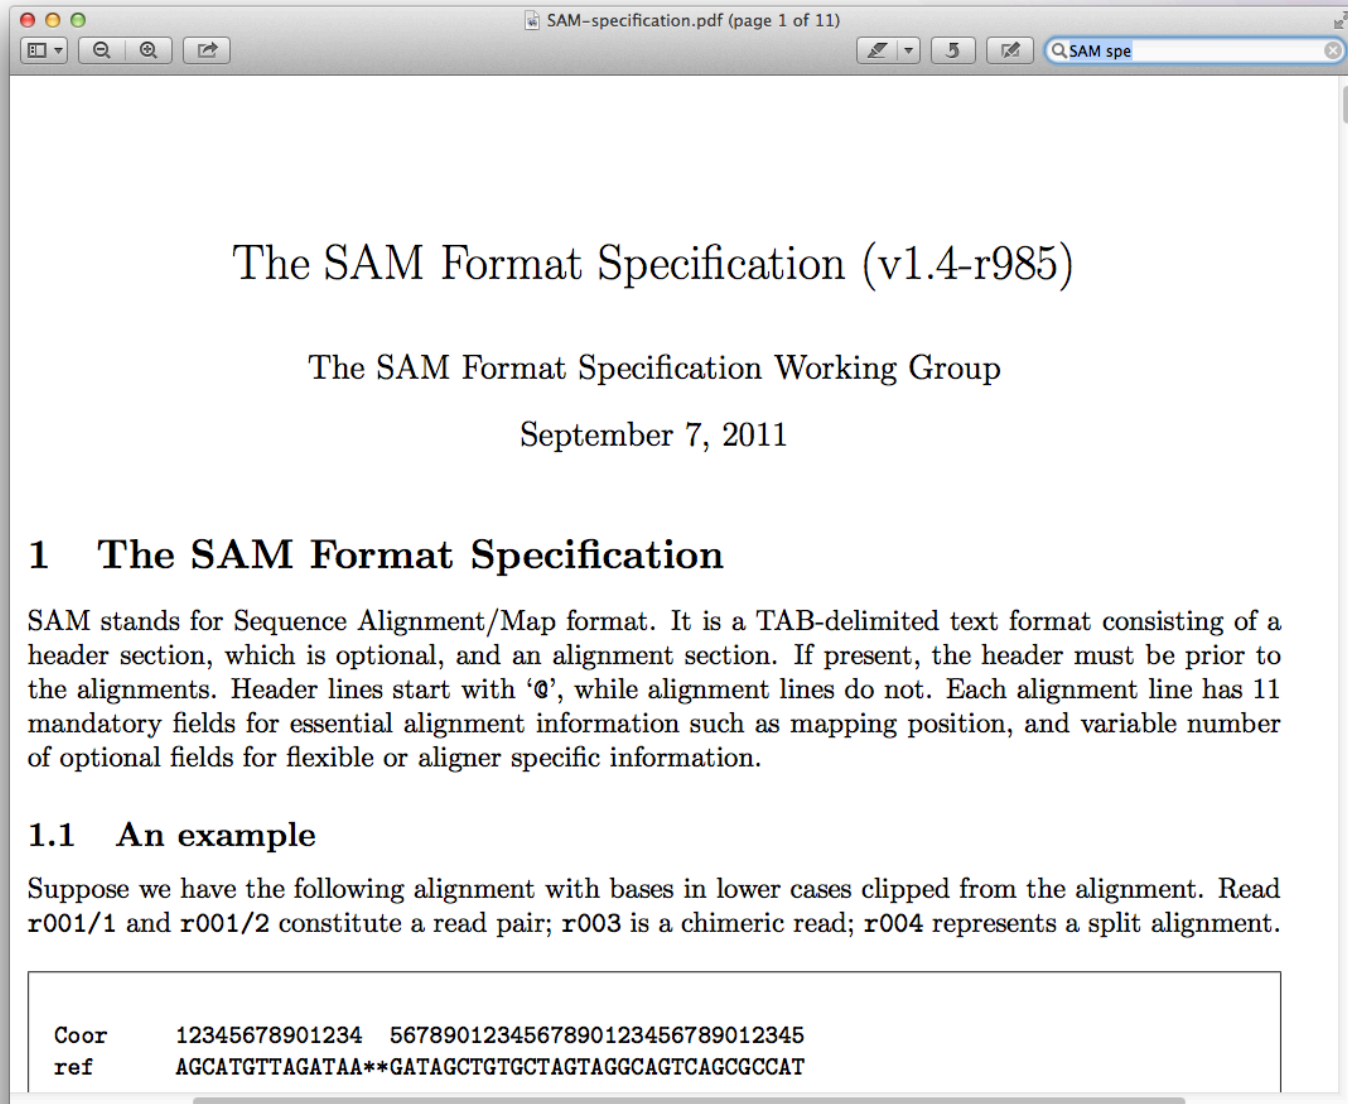 SAM-specification.pdf (page 1 of 11)
SAM spe
The SAM Format Specification (v1.4-r985)
The SAM Format Specification Working Group
September 7, 2011
1 The SAM Format Specification
SAM stands for Sequence Alignment/Map format. It is a TAB-delimited text format consisting of a
header section, which is optional, and an alignment section. If present, the header must be prior to
the alignments. Header lines start with ‘@’, while alignment lines do not. Each alignment line has 11
mandatory fields for essential alignment information such as mapping position, and variable number
of optional fields for flexible or aligner specific information.
1.1 An example
Suppose we have the following alignment with bases in lower cases clipped from the alignment. Read
r001/1 and r001/2 constitute a read pair; r003 is a chimeric read; r004 represents a split alignment.
Coor 12345678901234 5678901234567890123456789012345
ref AGCATGTTAGATAA**GATAGCTGTGCTAGTAGGCAGTCAGCGCCAT